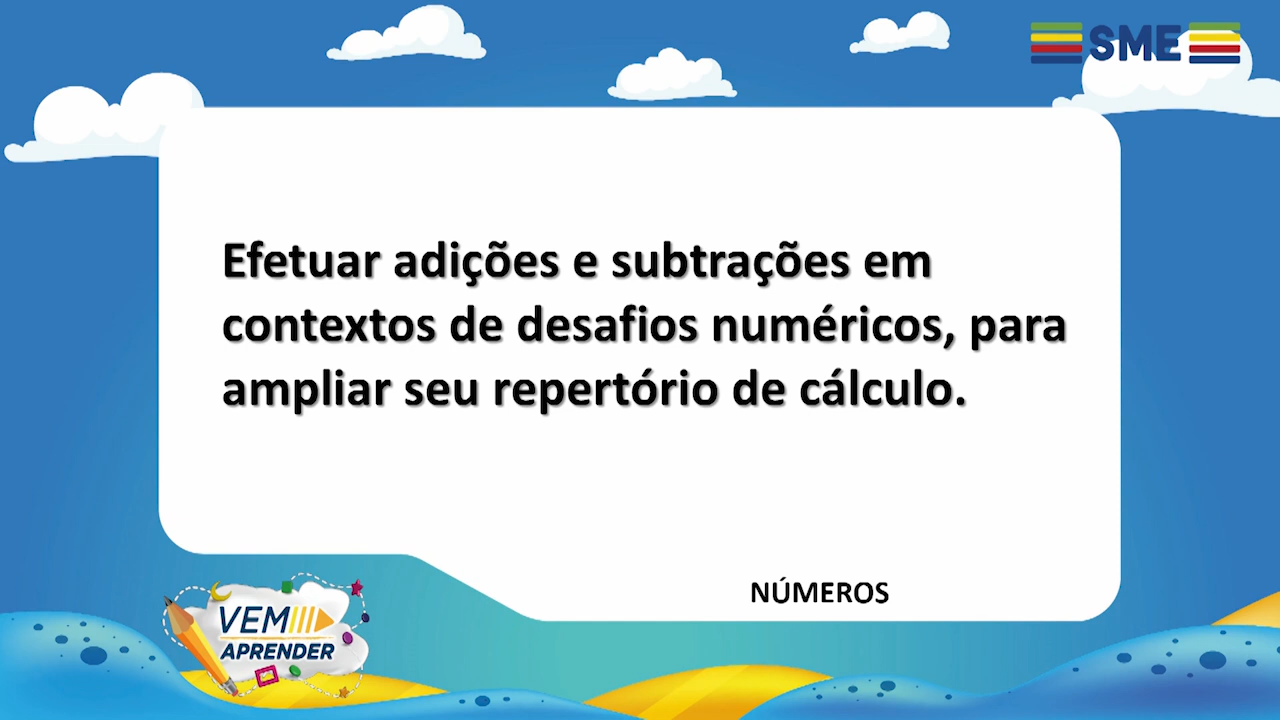 SME
Efetuar adições e subtrações em
contextos de desafios numéricos, para
ampliar seu repertório de cálculo.
NÚMEROS
VEM
APRENDER